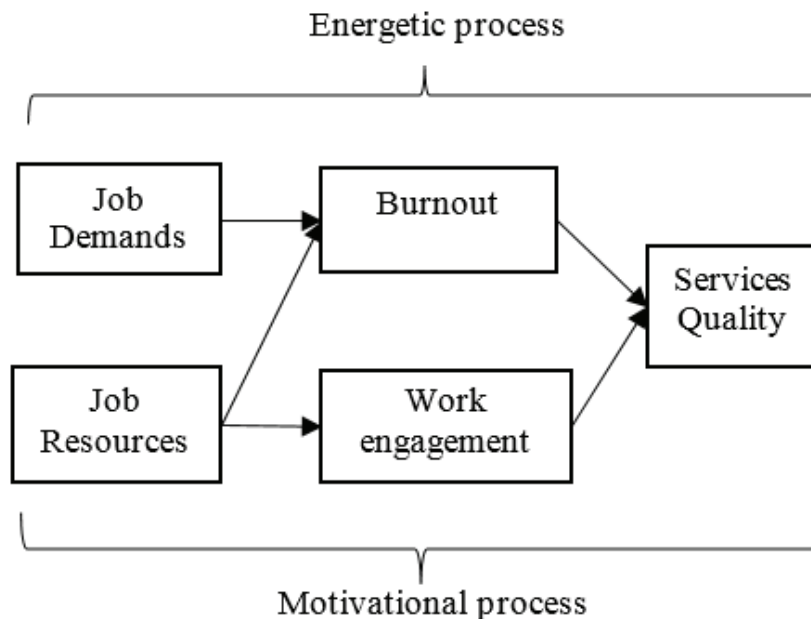 Energetic process
Job
Demands
Burnout
Services
Quality
Job
Resources
Work
engagement
Motivational process